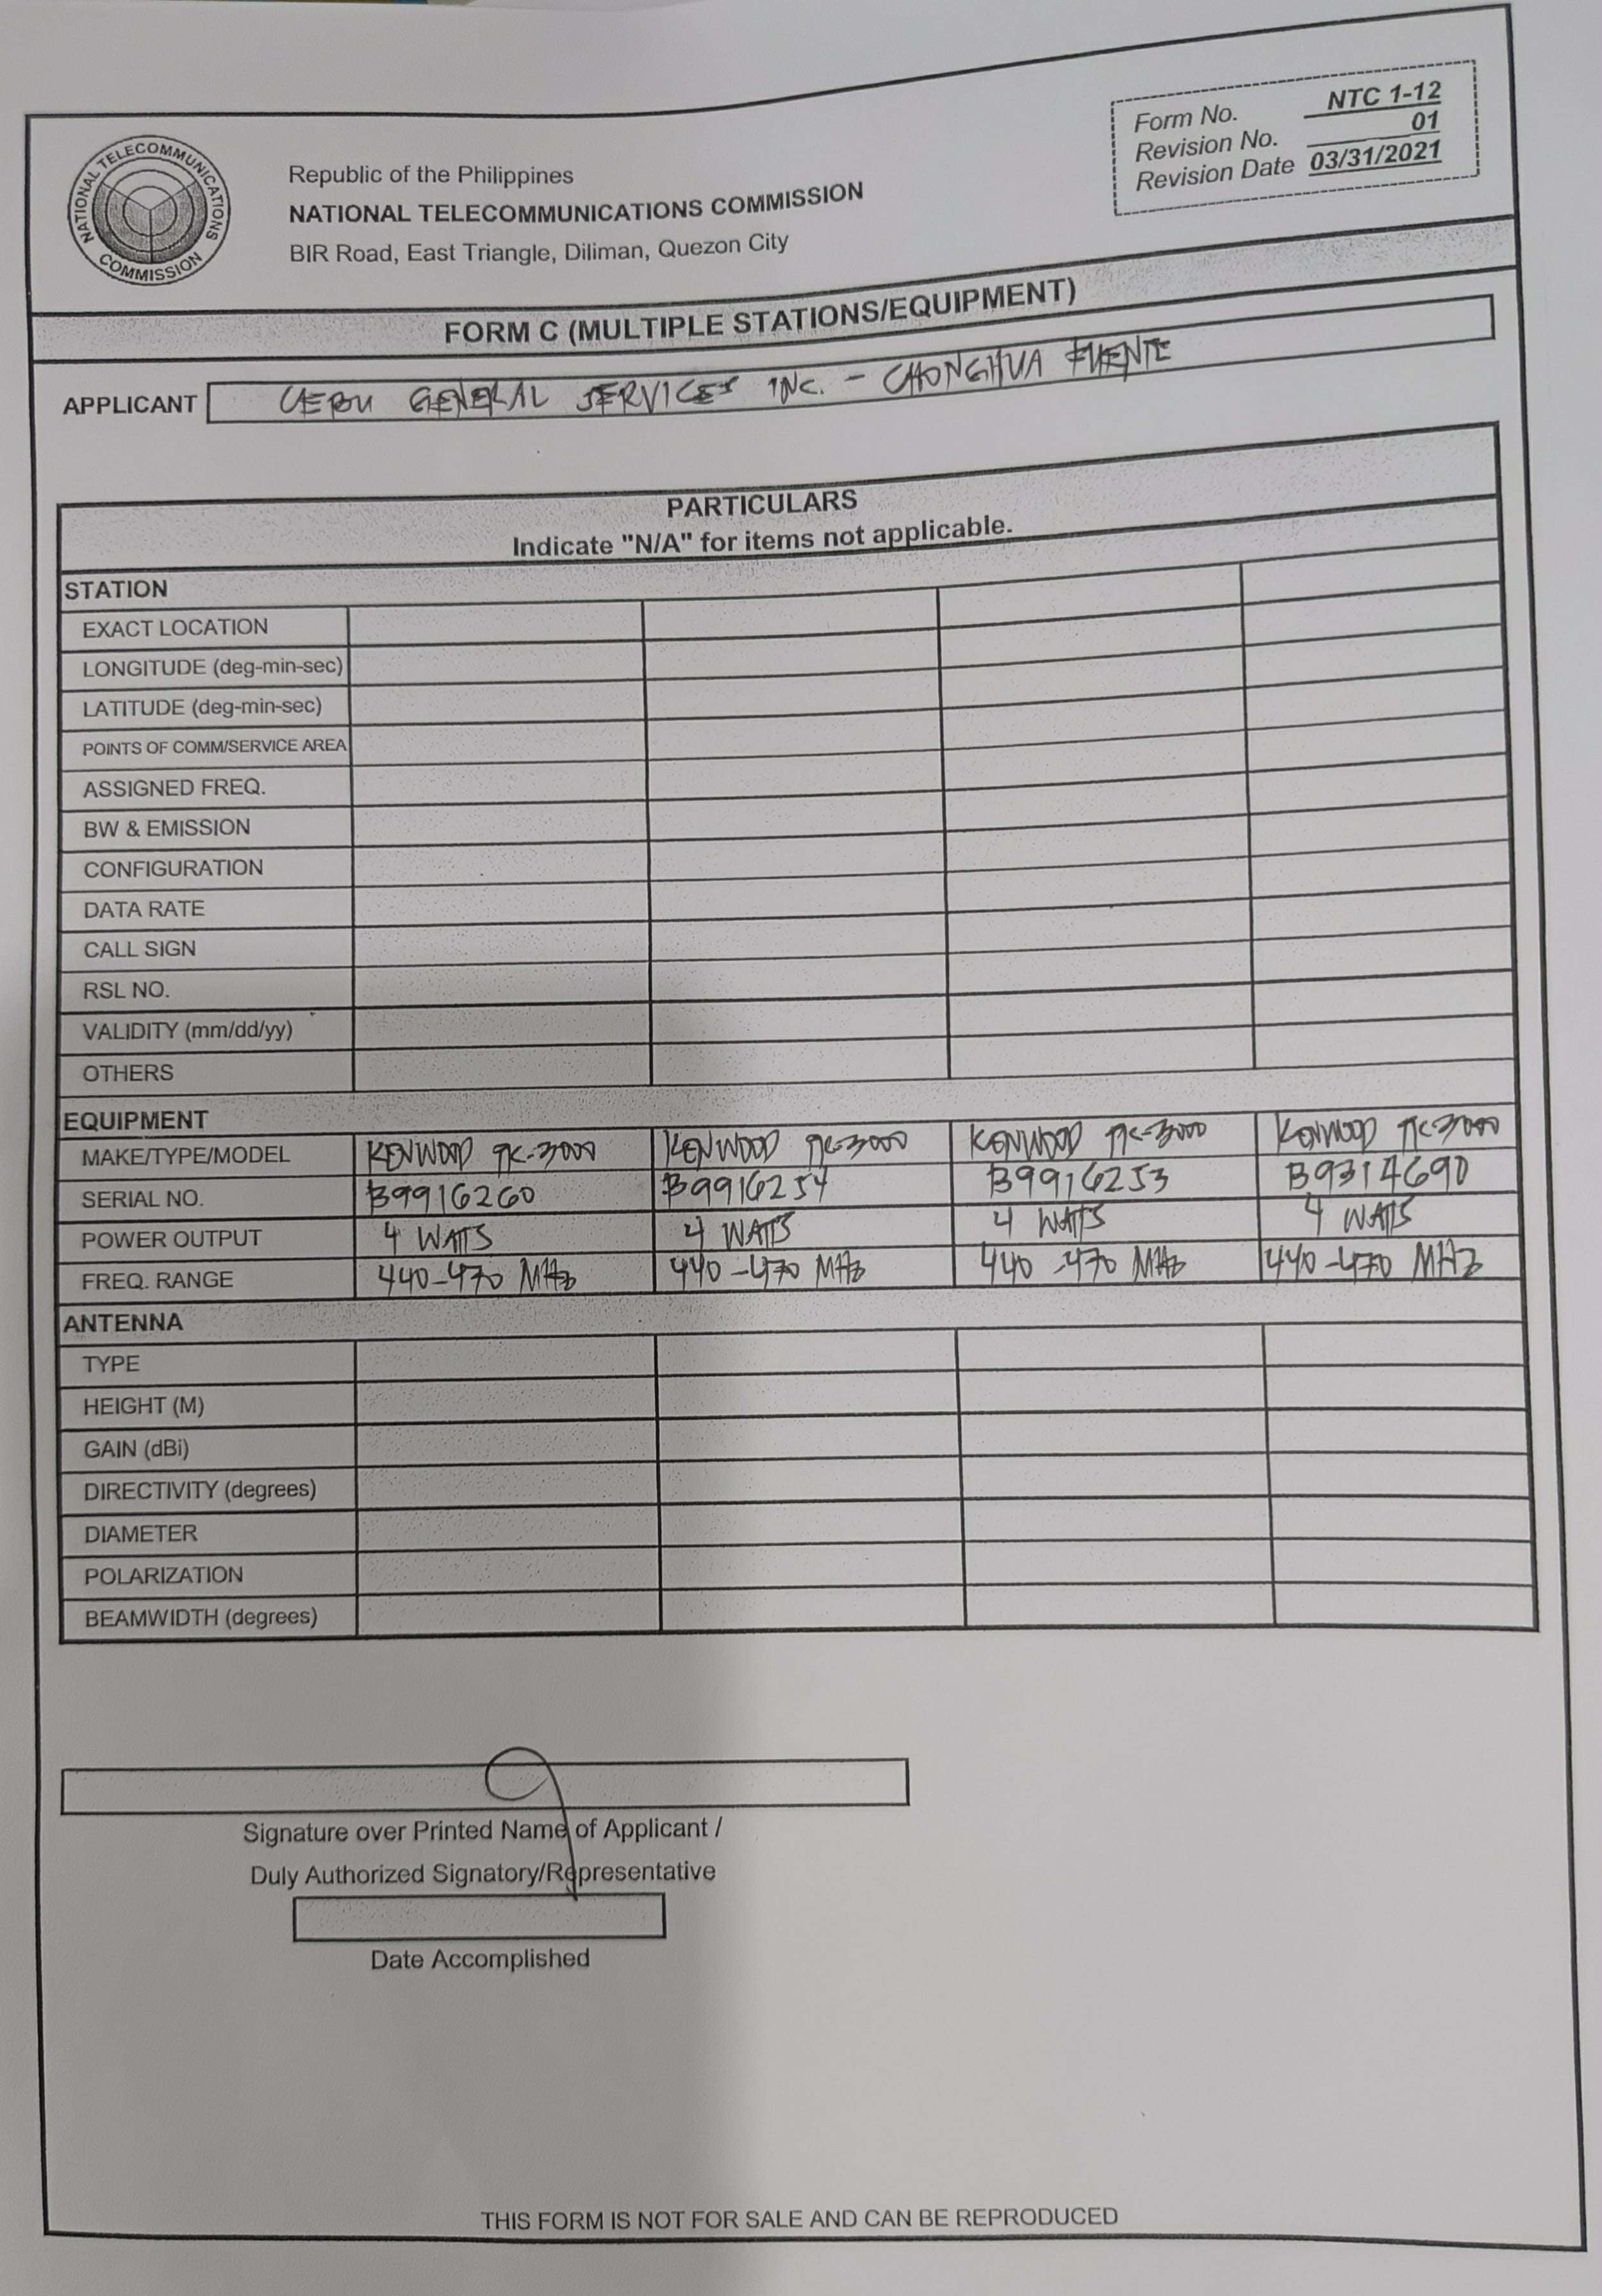 NATIONAL TELECOMMUNICATIONS COMMISSION
Republic of the Philippines
NATIONAL TELECOMMUNICATIONS COMMISSION
BIR Road, East Triangle, Diliman, Quezon City
Form No. NTC 1-12
Revision No. 01
Revision Date 03/31/2021
FORM C (MULTIPLE STATIONS/EQUIPMENT)
APPLICANT CEBU GENERAL SERVICES INC. - CHONGHUA FUENTE
PARTICULARS
Indicate "N/A" for items not applicable.
STATION
EXACT LOCATION
LONGITUDE (deg-min-sec)
LATITUDE (deg-min-sec)
POINTS OF COMM/SERVICE AREA
ASSIGNED FREQ.
BW & EMISSION
CONFIGURATION
DATA RATE
CALL SIGN
RSL NO.
VALIDITY (mm/dd/yy)
OTHERS
EQUIPMENT
MAKE/TYPE/MODEL KENWOOD TK-3000 KENWOOD TK-3000 KENWOOD TK-3000 KENWOOD TK-3000
SERIAL NO. B9916260 B9916254 B9916253 B9314690
POWER OUTPUT 4 WATTS 4 WATTS 4 WATTS 4 WATTS
FREQ. RANGE 440-470 MHz 440-470 MHz 440-470 MHz 440-470 MHz
ANTENNA
TYPE
HEIGHT (M)
GAIN (dBi)
DIRECTIVITY (degrees)
DIAMETER
POLARIZATION
BEAMWIDTH (degrees)
Signature over Printed Name of Applicant /
Duly Authorized Signatory/Representative
Date Accomplished
THIS FORM IS NOT FOR SALE AND CAN BE REPRODUCED